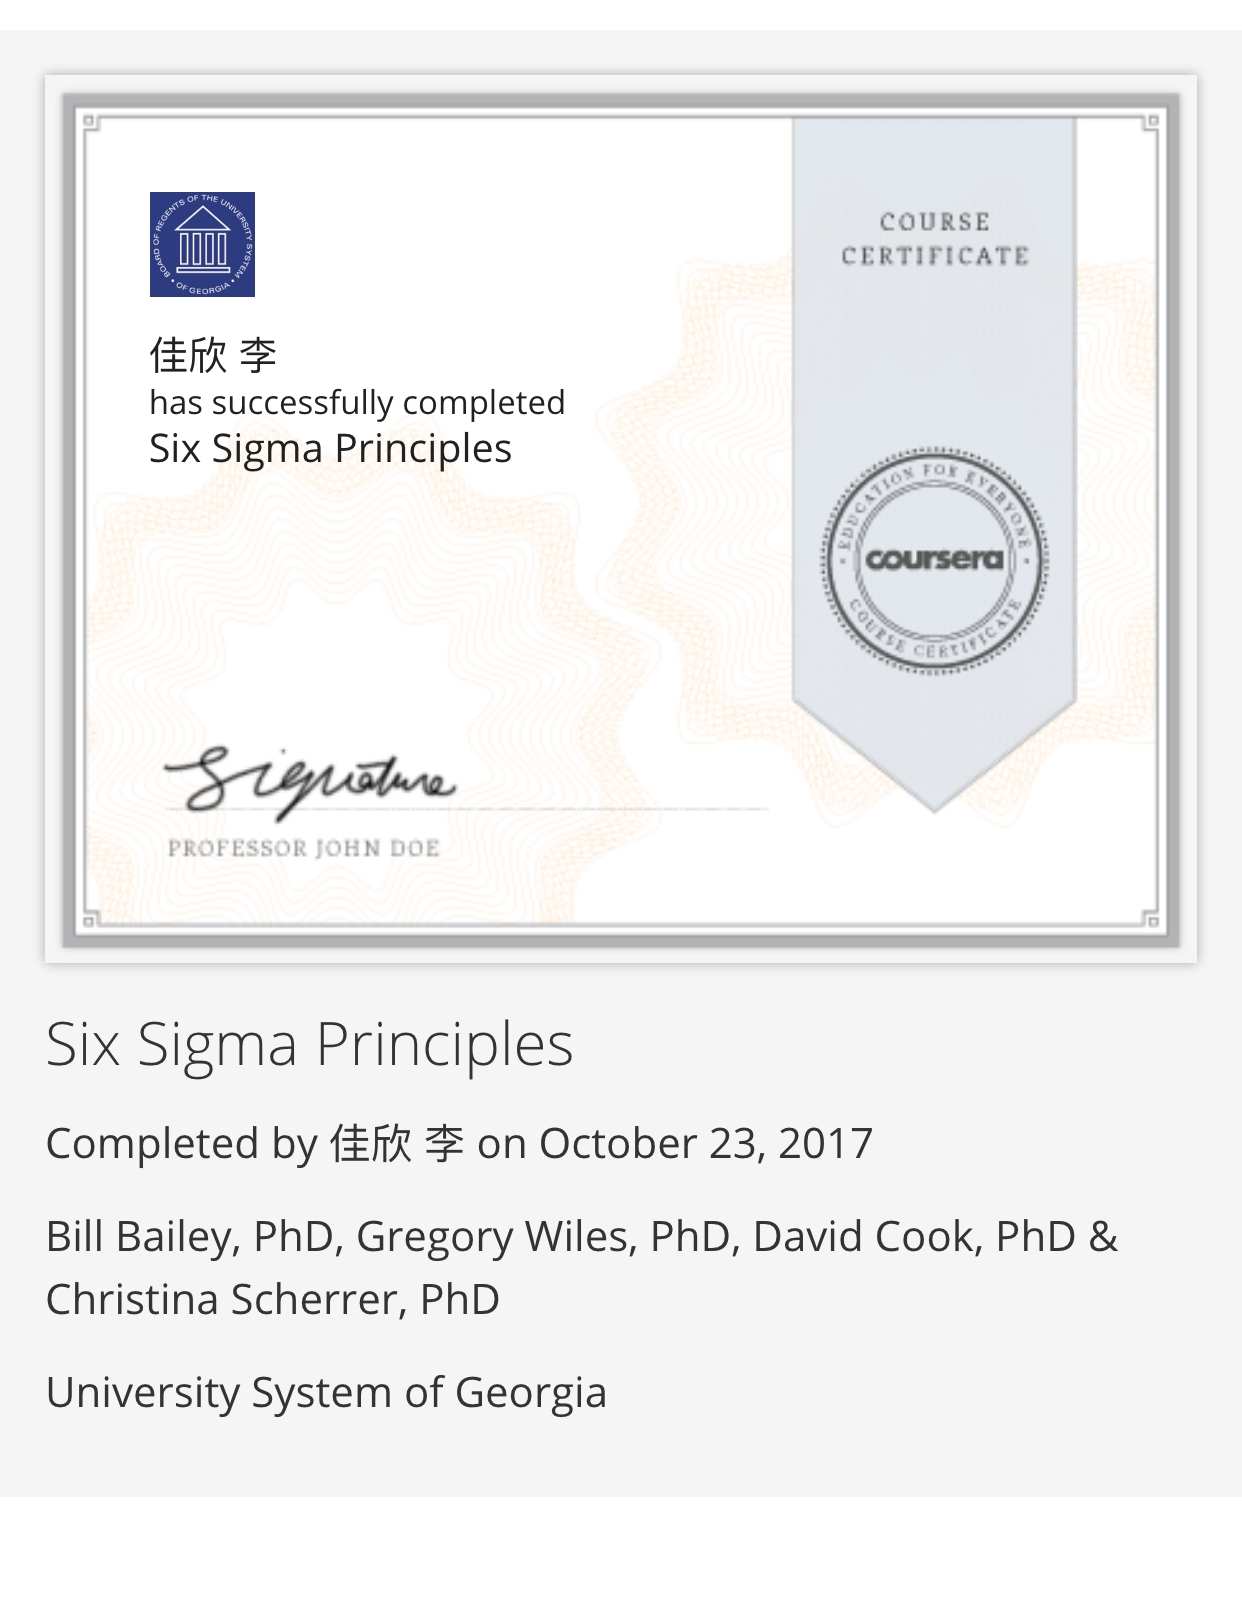 BOARD OF REGENTS OF THE UNIVERSITY SYSTEM • OF GEORGIA •
COURSE
CERTIFICATE
佳欣 李
has successfully completed
Six Sigma Principles
• EDUCATION FOR EVERYONE •
coursera
COURSE CERTIFICATE
Signature
PROFESSOR JOHN DOE
Six Sigma Principles
Completed by 佳欣 李 on October 23, 2017
Bill Bailey, PhD, Gregory Wiles, PhD, David Cook, PhD &
Christina Scherrer, PhD
University System of Georgia